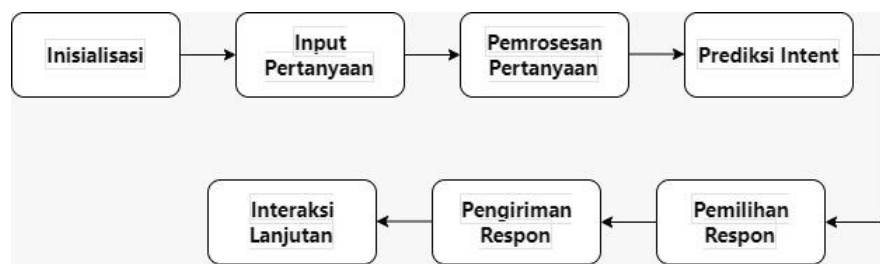 Inisialisasi
Input
Pertanyaan
Pemrosesan
Pertanyaan
Prediksi Intent
Pemilihan
Respon
Pengiriman
Respon
Interaksi
Lanjutan